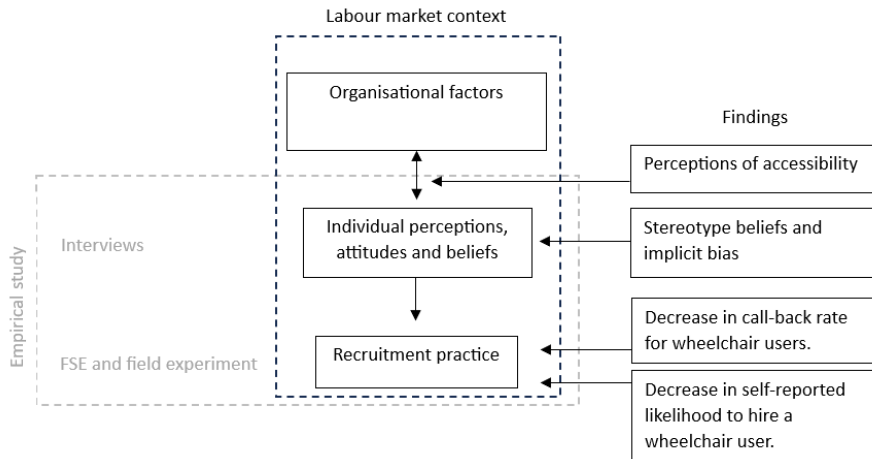 Labour market context
Organisational factors
Findings
Perceptions of accessibility
Individual perceptions,
attitudes and beliefs
Stereotype beliefs and
implicit bias
Empirical study
Interviews
Decrease in call-back rate
for wheelchair users.
FSE and field experiment
Recruitment practice
Decrease in self-reported
likelihood to hire a
wheelchair user.